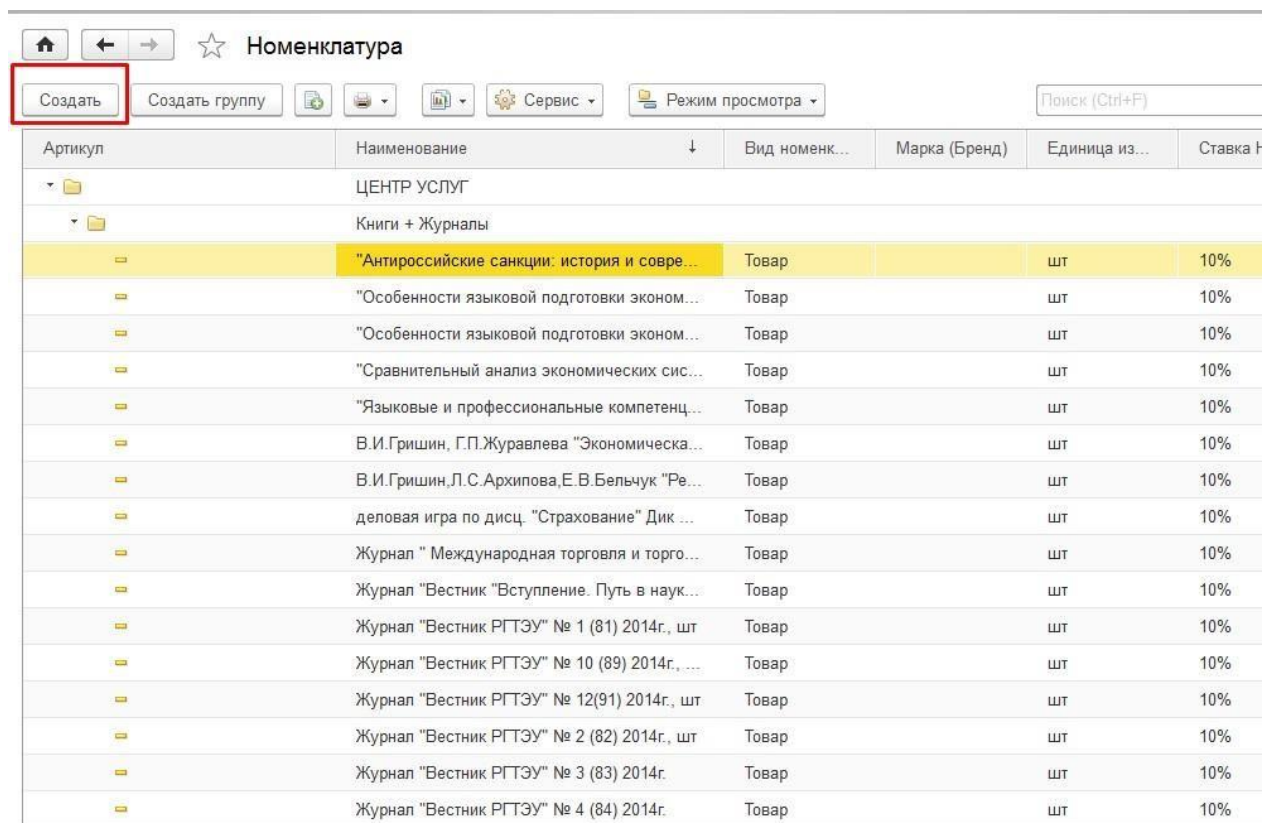 Номенклатура
Создать Создать группу Сервис Режим просмотра Поиск (Ctrl+F)
Артикул Наименование ↓ Вид номенк... Марка (Бренд) Единица из... Ставка Н
ЦЕНТР УСЛУГ
Книги + Журналы
"Антироссийские санкции: история и совре... Товар шт 10%
"Особенности языковой подготовки эконом... Товар шт 10%
"Особенности языковой подготовки эконом... Товар шт 10%
"Сравнительный анализ экономических сис... Товар шт 10%
"Языковые и профессиональные компетенц... Товар шт 10%
В.И.Гришин, Г.П.Журавлева "Экономическа... Товар шт 10%
В.И.Гришин,Л.С.Архипова,Е.В.Бельчук "Ре... Товар шт 10%
деловая игра по дисц. "Страхование" Дик ... Товар шт 10%
Журнал " Международная торговля и торго... Товар шт 10%
Журнал "Вестник "Вступление. Путь в наук... Товар шт 10%
Журнал "Вестник РГТЭУ" № 1 (81) 2014г., шт Товар шт 10%
Журнал "Вестник РГТЭУ" № 10 (89) 2014г., ... Товар шт 10%
Журнал "Вестник РГТЭУ" № 12(91) 2014г., шт Товар шт 10%
Журнал "Вестник РГТЭУ" № 2 (82) 2014г., шт Товар шт 10%
Журнал "Вестник РГТЭУ" № 3 (83) 2014г. Товар шт 10%
Журнал "Вестник РГТЭУ" № 4 (84) 2014г. Товар шт 10%